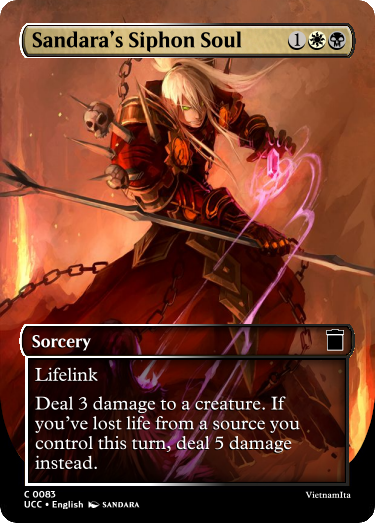 Sandara's Siphon Soul 1
Sorcery
Lifelink
Deal 3 damage to a creature. If
you've lost life from a source you
control this turn, deal 5 damage
instead.
C 0083
VietnamIta
UCC • English SANDARA